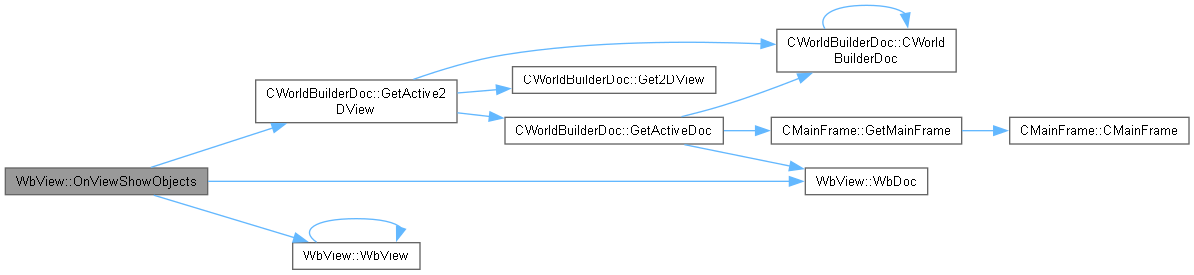 CWorldBuilderDoc::CWorld
BuilderDoc
CWorldBuilderDoc::Get2DView
CWorldBuilderDoc::GetActive2
DView
CWorldBuilderDoc::GetActiveDoc
CMainFrame::GetMainFrame
CMainFrame::CMainFrame
WbView::OnViewShowObjects
WbView::WbDoc
WbView::WbView